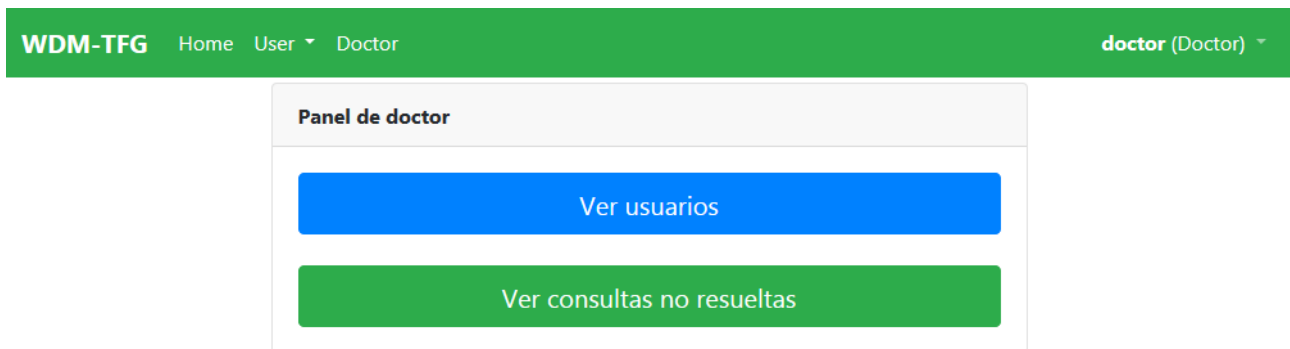 WDM-TFG Home User Doctor doctor (Doctor)
Panel de doctor
Ver usuarios
Ver consultas no resueltas